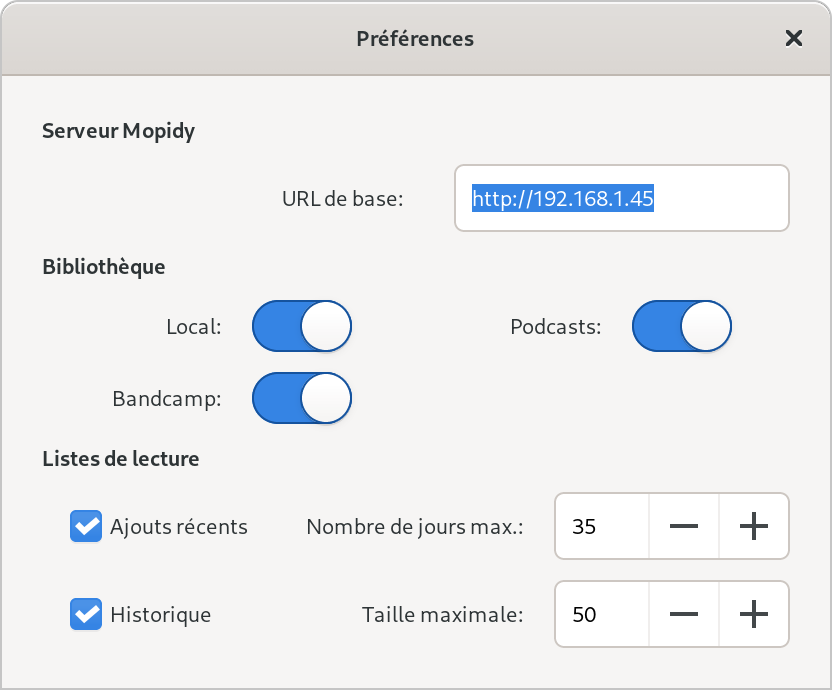 Préférences
Serveur Mopidy
URL de base: http://192.168.1.45
Bibliothèque
Local: Podcasts:
Bandcamp:
Listes de lecture
Ajouts récents Nombre de jours max.: 35
Historique Taille maximale: 50